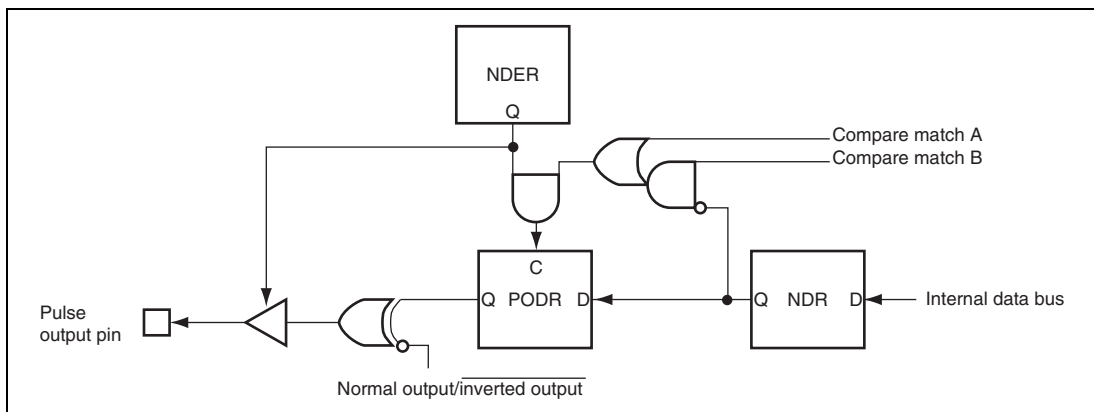 NDER
Q
Compare match A
Compare match B
C
Q PODR D
Q NDR D
Internal data bus
Pulse
output pin
Normal output/inverted output